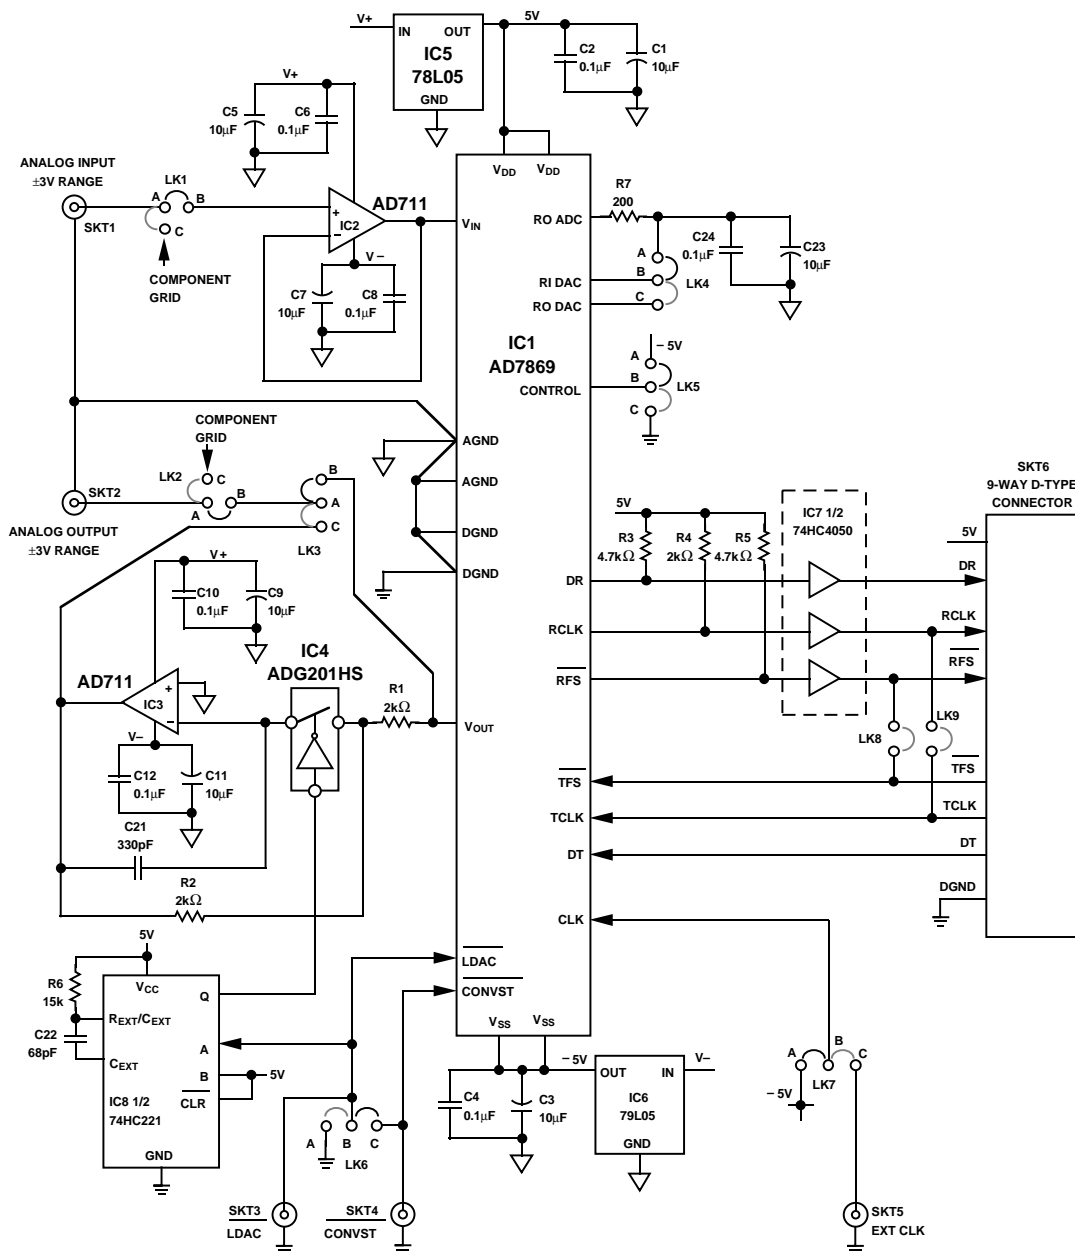 V+
IN OUT
IC5
78L05
GND
5V
C2
0.1µF
C1
10µF
V+
C5
10µF
C6
0.1µF
ANALOG INPUT
±3V RANGE
SKT1
LK1
A B
C
COMPONENT
GRID
AD711
+
IC2
–
V –
C7
10µF
C8
0.1µF
VDD VDD
VIN
RO ADC
R7
200
A
RI DAC B
RO DAC C
LK4
C24
0.1µF
C23
10µF
IC1
AD7869
– 5V
A
CONTROL B
C
LK5
AGND
AGND
DGND
DGND
COMPONENT
GRID
LK2
C
A
B
B
A
C
LK3
SKT2
ANALOG OUTPUT
±3V RANGE
V+
C10
0.1µF
C9
10µF
IC4
ADG201HS
AD711
+
IC3
–
V–
C12
0.1µF
C11
10µF
R1
2kΩ
VOUT
C21
330pF
R2
2kΩ
5V
R3
4.7kΩ
R4
2kΩ
R5
4.7kΩ
IC7 1/2
74HC4050
SKT6
9-WAY D-TYPE
CONNECTOR
5V
DR
DR
RCLK
RCLK
RFS
RFS
LK8
LK9
TFS
TFS
TCLK
TCLK
DT
DT
DGND
CLK
LDAC
CONVST
VSS VSS
5V
R6
15k
C22
68pF
VCC
REXT/CEXT
CEXT
Q
A
B
CLR
5V
IC8 1/2
74HC221
GND
A B C
LK6
SKT3
LDAC
SKT4
CONVST
C4
0.1µF
C3
10µF
– 5V
OUT IN
IC6
79L05
GND
V–
A B C
LK7
– 5V
SKT5
EXT CLK